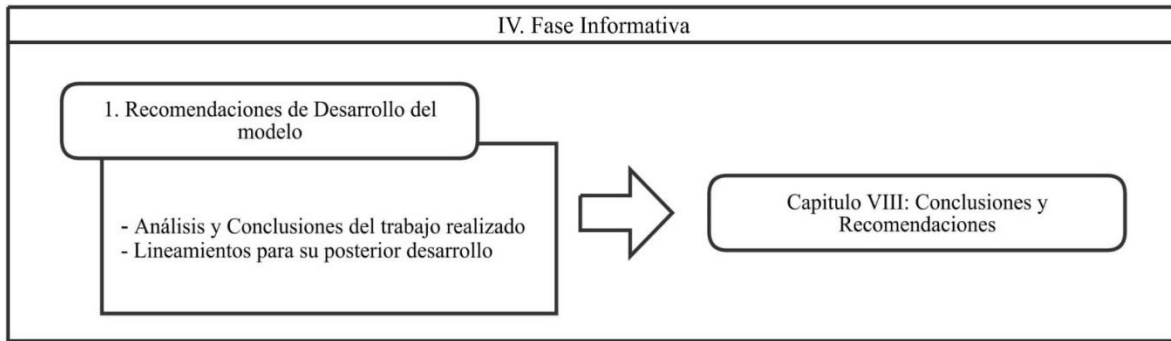 IV. Fase Informativa
1. Recomendaciones de Desarrollo del
modelo
- Análisis y Conclusiones del trabajo realizado
- Lineamientos para su posterior desarrollo
Capitulo VIII: Conclusiones y
Recomendaciones